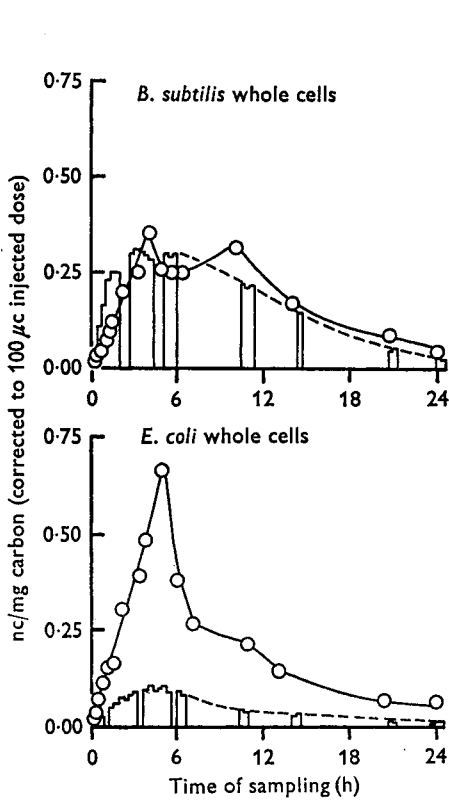 0·75
B. subtilis whole cells
0·50
0·25
0·00
0 6 12 18 24
nc/mg carbon (corrected to 100 μc injected dose)
0·75
E. coli whole cells
0·50
0·25
0·00
0 6 12 18 24
Time of sampling (h)